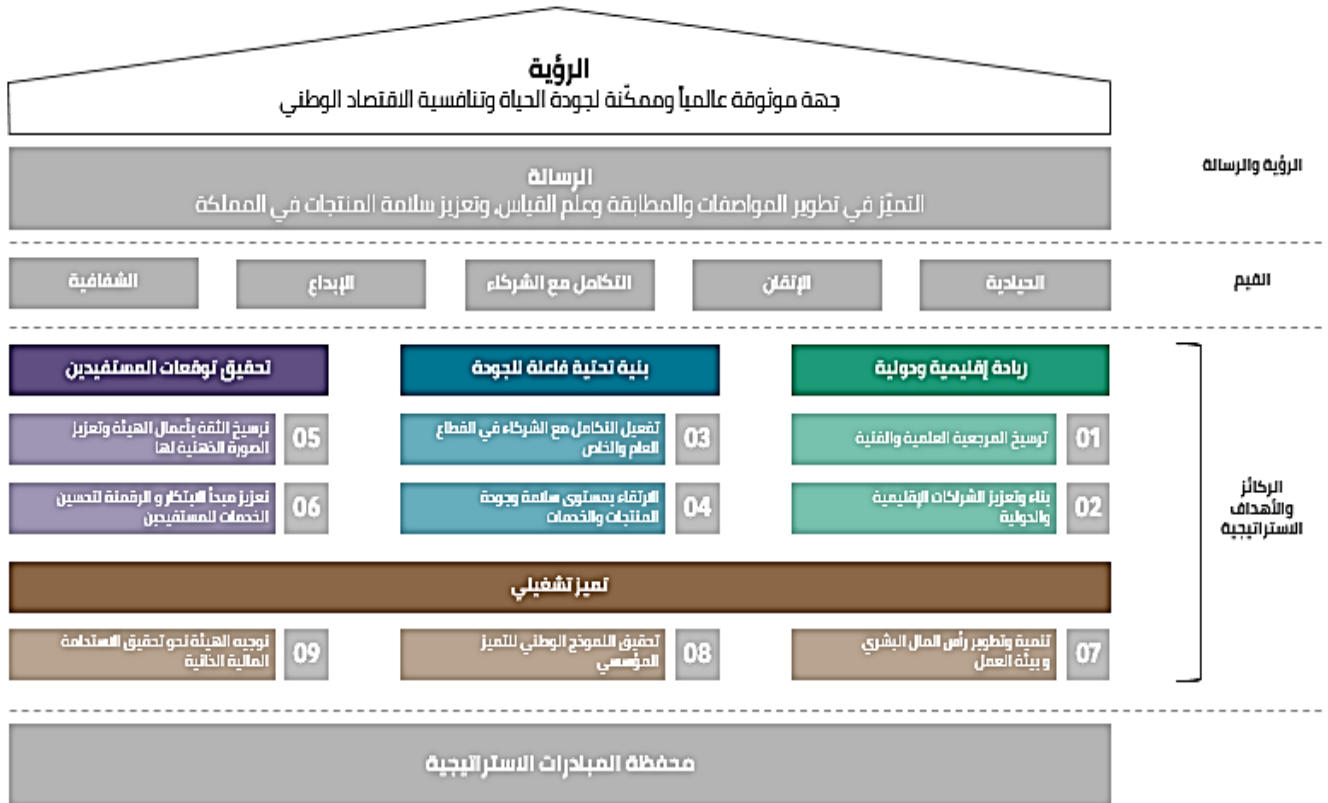 الرؤية
جهة موثوقة عالمياً وممكّنة لجودة الحياة وتنافسية الاقتصاد الوطني
الرؤية والرسالة
الرسالة
التميّز في تطوير المواصفات والمطابقة وعلم القياس، وتعزيز سلامة المنتجات في المملكة
القيم
الحيادية
الإتقان
التكامل مع الشركاء
الإبداع
الشفافية
الركائز
والأهداف
الاستراتيجية
ريادة إقليمية ودولية
01
ترسيخ المرجعية العلمية والفنية
02
بناء وتعزيز الشراكات الإقليمية
والدولية
بنية تحتية فاعلة للجودة
03
تفعيل التكامل مع الشركاء في القطاع
العام والخاص
04
الارتقاء بمستوى سلامة وجودة
المنتجات والخدمات
تحقيق توقعات المستفيدين
05
ترسيخ الثقة بأعمال الهيئة وتعزيز
الصورة الذهنية لها
06
تعزيز مبدأ الابتكار و الرقمنة لتحسين
الخدمات للمستفيدين
تميز تشغيلي
07
تنمية وتطوير رأس المال البشري
و بيئة العمل
08
تحقيق النموذج الوطني للتميز
المؤسسي
09
توجيه الهيئة نحو تحقيق الاستدامة
المالية الذاتية
محفظة المبادرات الاستراتيجية